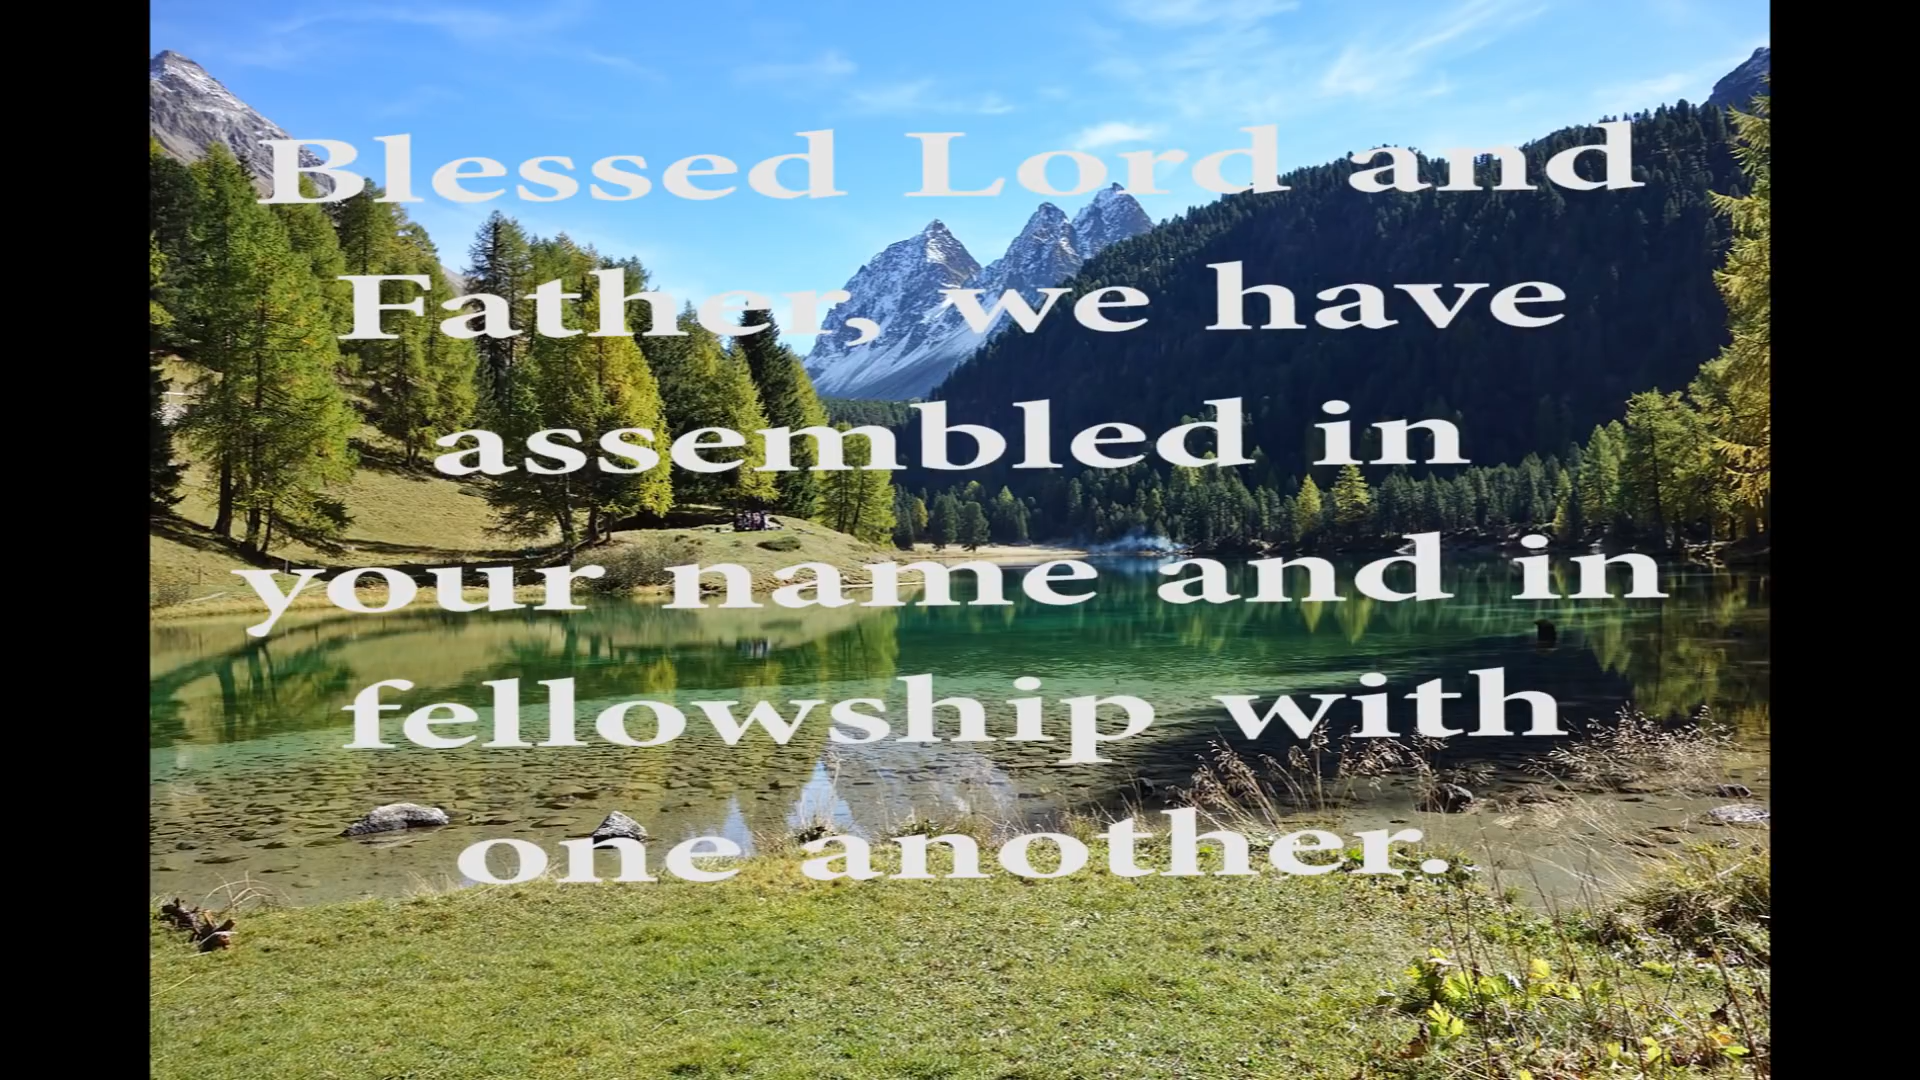 Blessed Lord and
Father, we have
assembled in
your name and in
fellowship with
one another.